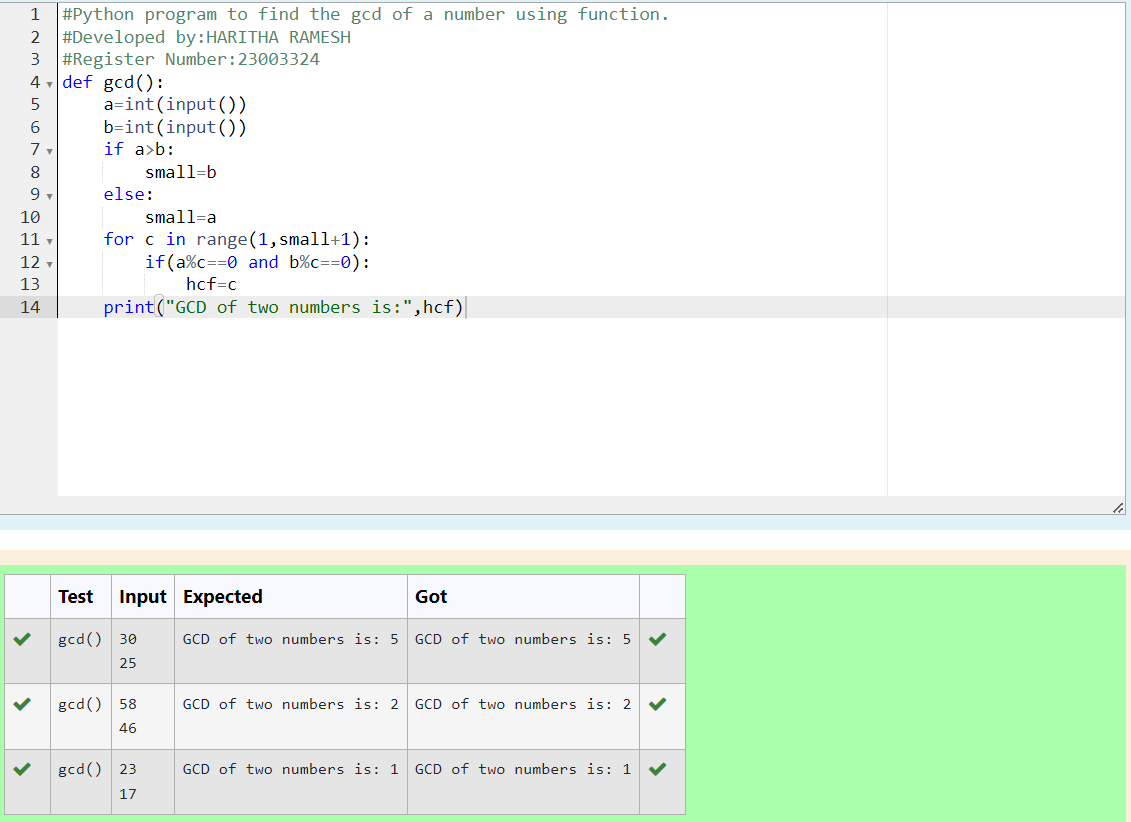 1 #Python program to find the gcd of a number using function.
2 #Developed by:HARITHA RAMESH
3 #Register Number:23003324
4 def gcd():
5     a=int(input())
6     b=int(input())
7     if a>b:
8         small=b
9     else:
10         small=a
11     for c in range(1,small+1):
12         if(a%c==0 and b%c==0):
13             hcf=c
14     print("GCD of two numbers is:",hcf)
Test Input Expected Got
gcd() 30 GCD of two numbers is: 5 GCD of two numbers is: 5
25
gcd() 58 GCD of two numbers is: 2 GCD of two numbers is: 2
46
gcd() 23 GCD of two numbers is: 1 GCD of two numbers is: 1
17